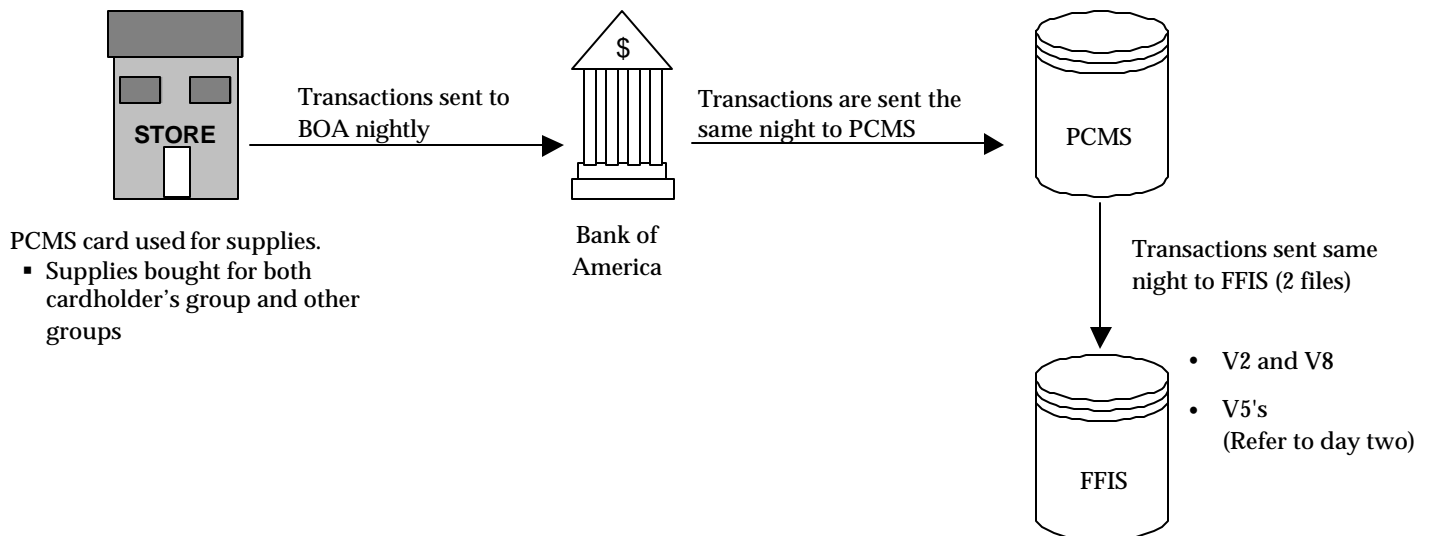 STORE
PCMS card used for supplies.
▪ Supplies bought for both
cardholder's group and other
groups
Transactions sent to
BOA nightly
$
Bank of
America
Transactions are sent the
same night to PCMS
PCMS
Transactions sent same
night to FFIS (2 files)
• V2 and V8
• V5's
(Refer to day two)
FFIS